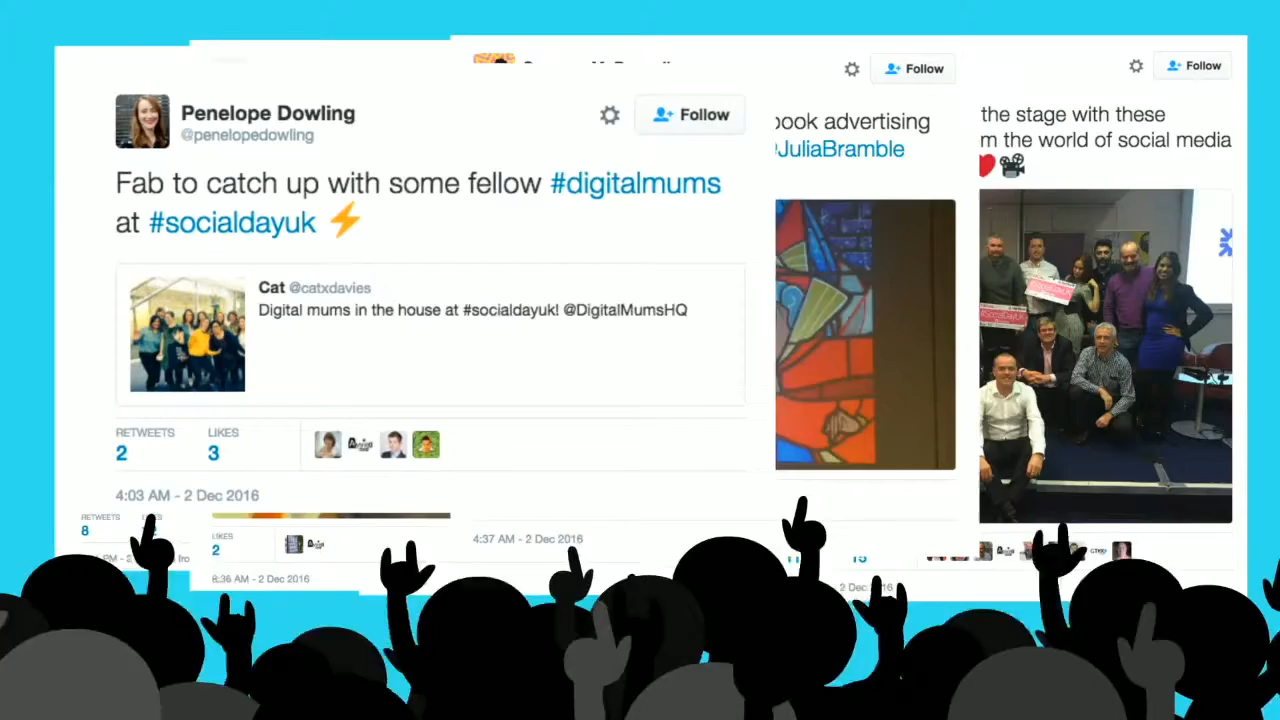 Penelope Dowling
@penelopedowling
Follow
Fab to catch up with some fellow #digitalmums
at #socialdayuk ⚡
Cat @catxdavies
Digital mums in the house at #socialdayuk! @DigitalMumsHQ
RETWEETS LIKES
2 3
4:03 AM - 2 Dec 2016
RETWEETS
8
LIKES
2
8:36 AM - 2 Dec 2016
4:37 AM - 2 Dec 2016
Follow
book advertising
@JuliaBramble
2 Dec
Follow
the stage with these
m the world of social media
❤🎥
#SocialDayUK